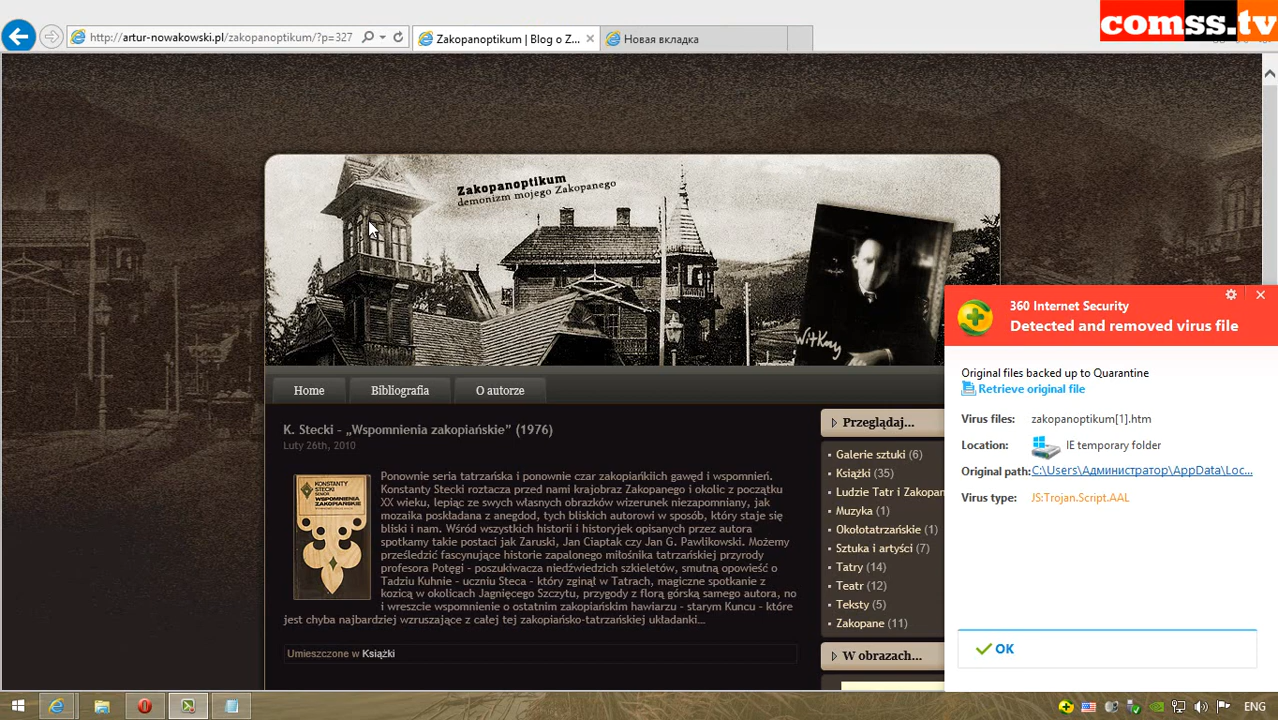 comss.tv
http://artur-nowakowski.pl/zakopanoptikum/?p=327
Zakopanoptikum | Blog o Z...
Новая вкладка
Zakopanoptikum
demonizm mojego Zakopanego
Witkacy
Home
Bibliografia
O autorze
K. Stecki - „Wspomnienia zakopiańskie” (1976)
Luty 26th, 2010
KONSTANTY
STECKI
SENIOR
WSPOMNIENIA
ZAKOPIAŃSKIE
Ponownie seria tatrzańska i ponownie czar zakopiańkiich gawęd i wspomnień.
Konstanty Stecki roztacza przed nami krajobraz Zakopanego i okolic z początku
XX wieku, lepiąc ze swych własnych obrazków wizerunek niezapomniany, jak
mozaika poskładana z anegdod, tych bliskich autorowi w sposób, który staje się
bliski i nam. Wśród wszystkich historii i historyjek opisanych przez autora
spotkamy takie postaci jak Zaruski, Jan Ciaptak czy Jan G. Pawlikowski. Możemy
prześledzić fascynujące historie zapalonego miłośnika tatrzańskiej przyrody
profesora Potęgi - poszukiwacza niedźwiedzich szkieletów, smutną opowieść o
Tadziu Kuhnie - uczniu Steca - który zginął w Tatrach, magiczne spotkanie z
kozicą w okolicach Jagnięcego Szczytu, przygody z florą górską samego autora, no
i wreszcie wspomnienie o ostatnim zakopiańskim hawiarzu - starym Kuncu - które
jest chyba najbardziej wzruszające z całej tej zakopiańsko-tatrzańskiej układanki...
Umieszczone w Książki
Przeglądaj...
Galerie sztuki (6)
Książki (35)
Ludzie Tatr i Zakopan
Muzyka (1)
Okołotatrzańskie (1)
Sztuka i artyści (7)
Tatry (14)
Teatr (12)
Teksty (5)
Zakopane (11)
W obrazach...
360 Internet Security
Detected and removed virus file
Original files backed up to Quarantine
Retrieve original file
Virus files: zakopanoptikum[1].htm
Location: IE temporary folder
Original path: C:\Users\Администратор\AppData\Loc...
Virus type: JS:Trojan.Script.AAL
OK
ENG